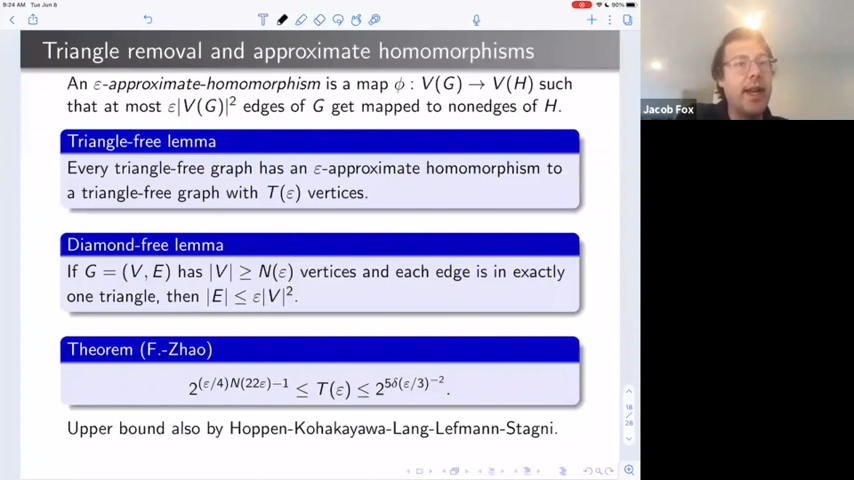 9:24 AM Tue Jun 8
90%
Triangle removal and approximate homomorphisms
An ε-approximate-homomorphism is a map ϕ : V(G) → V(H) such
that at most ε|V(G)|² edges of G get mapped to nonedges of H.
Triangle-free lemma
Every triangle-free graph has an ε-approximate homomorphism to
a triangle-free graph with T(ε) vertices.
Diamond-free lemma
If G = (V, E) has |V| ≥ N(ε) vertices and each edge is in exactly
one triangle, then |E| ≤ ε|V|².
Theorem (F.-Zhao)
2^{(ε/4)N(22ε)−1} ≤ T(ε) ≤ 2^{5δ(ε/3)^{−2}}.
Upper bound also by Hoppen-Kohakayawa-Lang-Lefmann-Stagni.
18
/
28
Jacob Fox